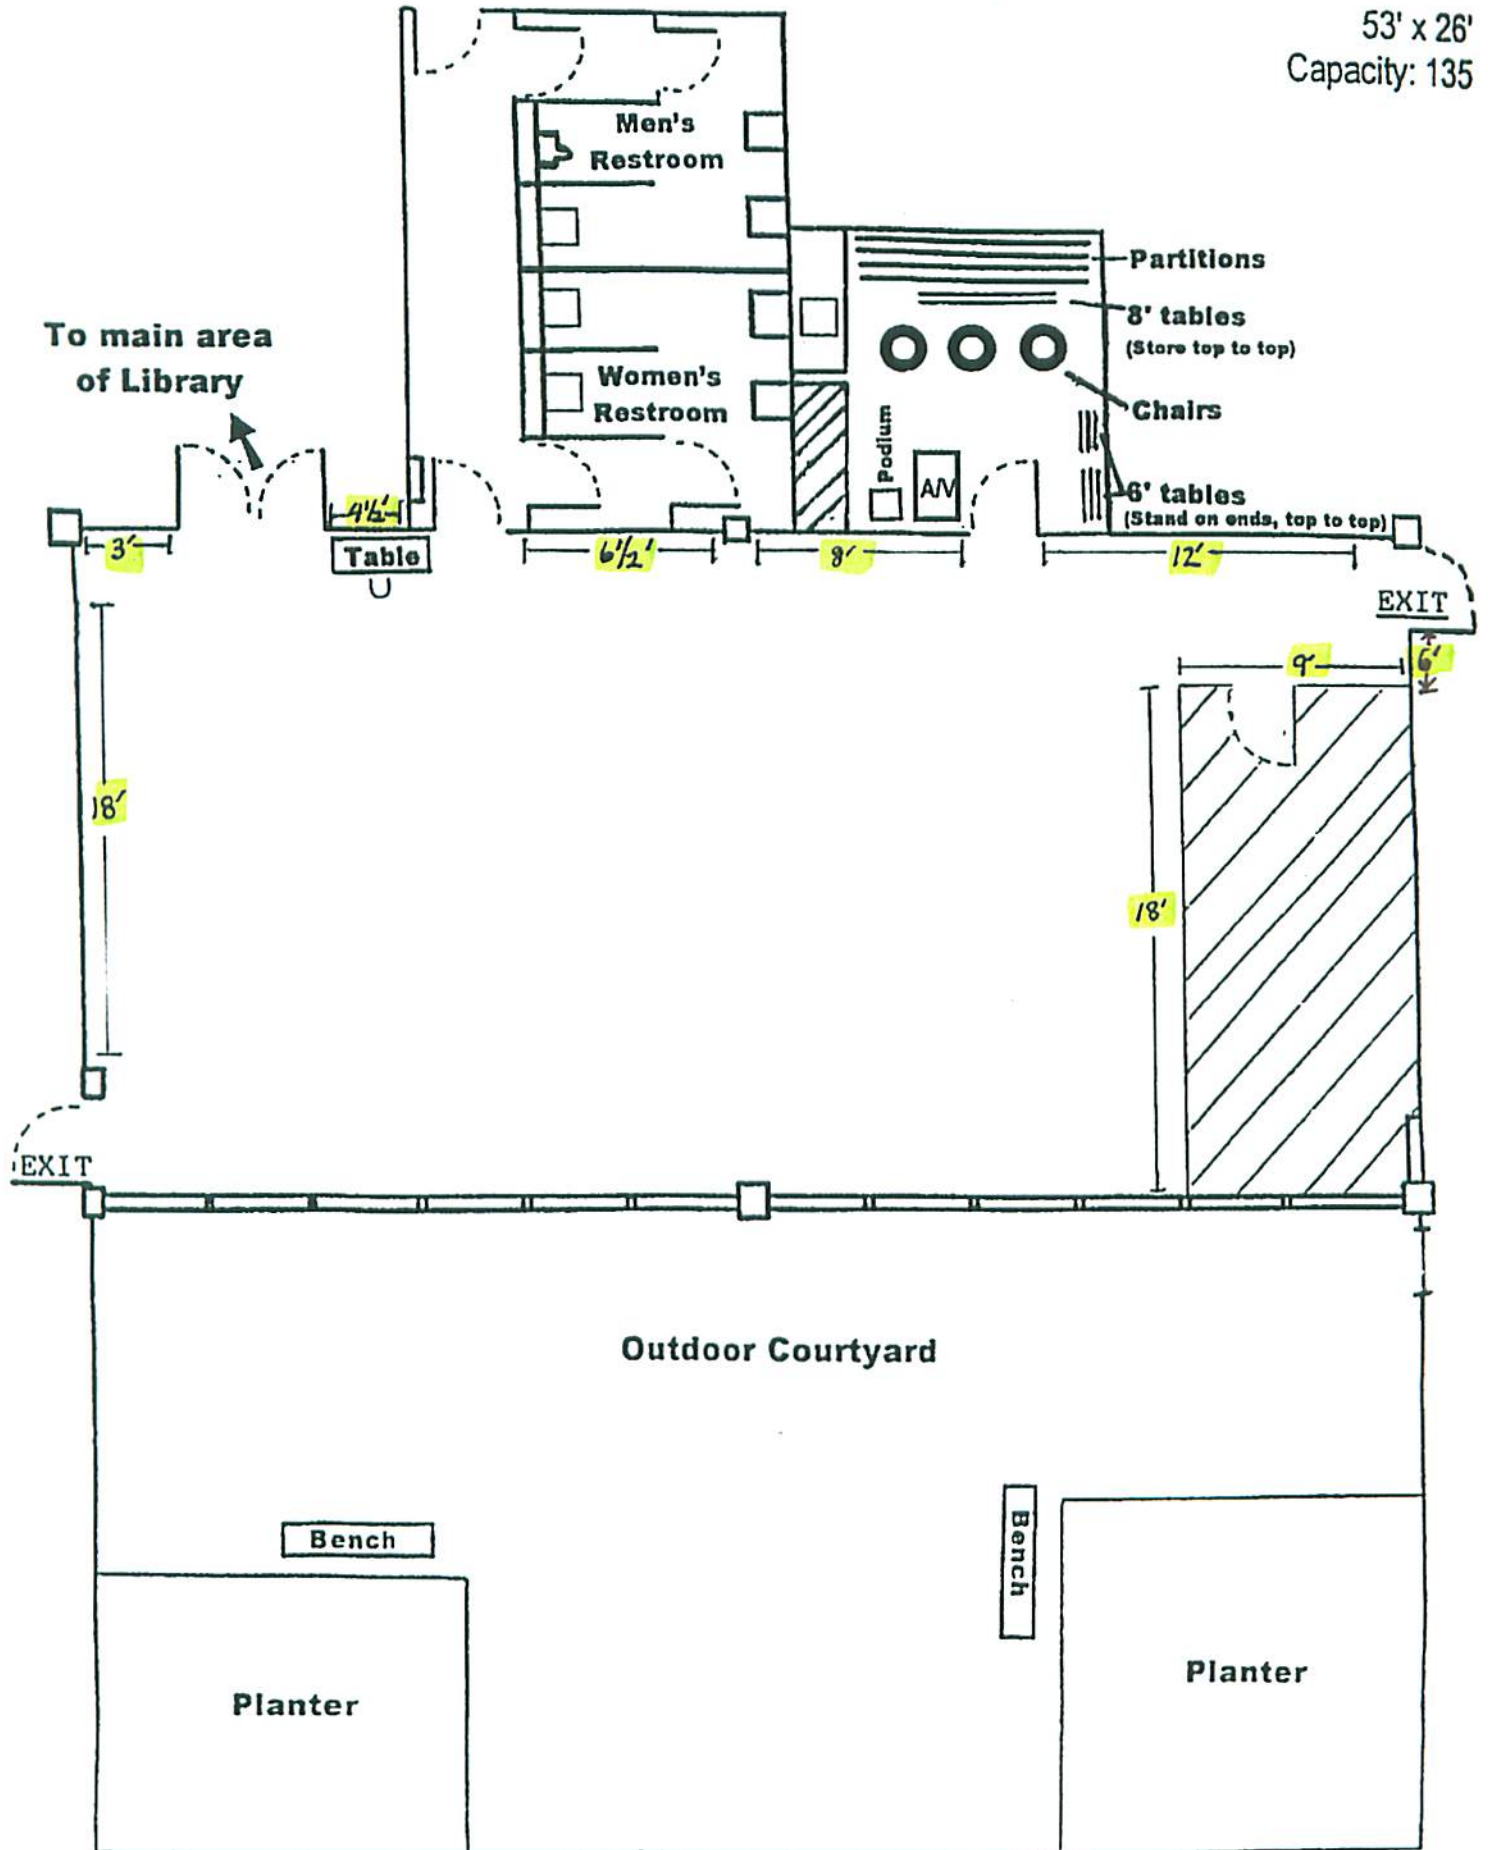 53' x 26'
Capacity: 135
Men's
Restroom
Partitions
8' tables
(Store top to top)
To main area
of Library
Women's
Restroom
Chairs
Podium
A/V
6' tables
(Stand on ends, top to top)
4½'
3'
Table
6½'
8'
12'
EXIT
9'
6'
18'
18'
EXIT
Outdoor Courtyard
Bench
Bench
Planter
Planter